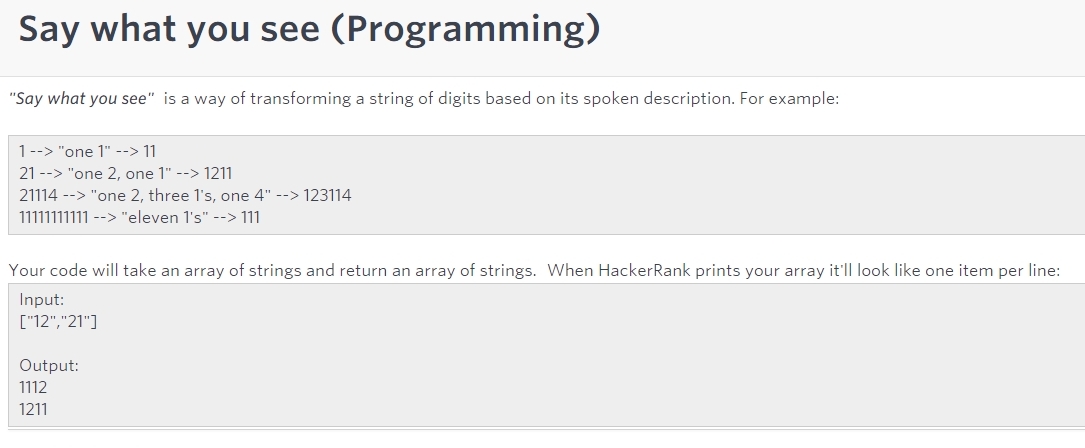 Say what you see (Programming)
"Say what you see" is a way of transforming a string of digits based on its spoken description. For example:
1 --> "one 1" --> 11
21 --> "one 2, one 1" --> 1211
21114 --> "one 2, three 1's, one 4" --> 123114
11111111111 --> "eleven 1's" --> 111
Your code will take an array of strings and return an array of strings. When HackerRank prints your array it'll look like one item per line:
Input:
["12","21"]
Output:
1112
1211